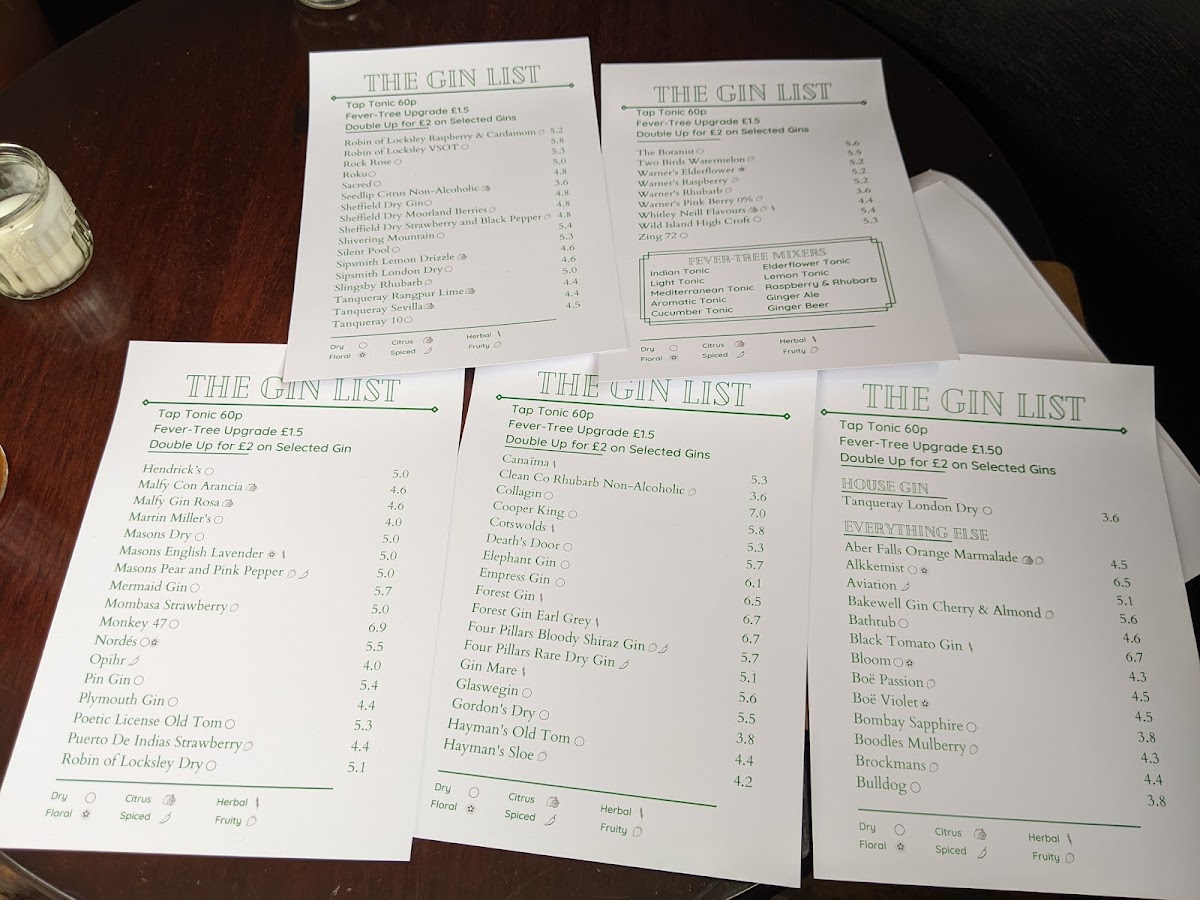 THE GIN LIST
Tap Tonic 60p
Fever-Tree Upgrade £1.5
Double Up for £2 on Selected Gins
Robin of Locksley Raspberry & Cardamom 5.2
Robin of Locksley VSOT 5.8
Rock Rose 5.3
Roku 5.0
Sacred 4.8
Seedlip Citrus Non-Alcoholic 3.6
Sheffield Dry Gin 4.8
Sheffield Dry Moorland Berries 4.8
Sheffield Dry Strawberry and Black Pepper 4.8
Shivering Mountain 5.4
Silent Pool 5.3
Sipsmith Lemon Drizzle 4.6
Sipsmith London Dry 4.6
Slingsby Rhubarb 5.0
Tanqueray Rangpur Lime 4.4
Tanqueray Sevilla 4.4
Tanqueray 10 4.5
Dry Citrus Herbal
Floral Spiced Fruity
THE GIN LIST
Tap Tonic 60p
Fever-Tree Upgrade £1.5
Double Up for £2 on Selected Gins
The Botanist 5.6
Two Birds Watermelon 5.5
Warner's Elderflower 5.2
Warner's Raspberry 5.2
Warner's Rhubarb 5.2
Warner's Pink Berry 0% 3.6
Whitley Neill Flavours 4.4
Wild Island High Croft 5.4
Zing 72 5.3
FEVER-TREE MIXERS
Indian Tonic Elderflower Tonic
Light Tonic Lemon Tonic
Mediterranean Tonic Raspberry & Rhubarb
Aromatic Tonic Ginger Ale
Cucumber Tonic Ginger Beer
Dry Citrus Herbal
Floral Spiced Fruity
THE GIN LIST
Tap Tonic 60p
Fever-Tree Upgrade £1.5
Double Up for £2 on Selected Gin
Hendrick's 5.0
Malfy Con Arancia 4.6
Malfy Gin Rosa 4.6
Martin Miller's 4.0
Masons Dry 5.0
Masons English Lavender 5.0
Masons Pear and Pink Pepper 5.0
Mermaid Gin 5.7
Mombasa Strawberry 5.0
Monkey 47 6.9
Nordés 5.5
Opihr 4.0
Pin Gin 5.4
Plymouth Gin 4.4
Poetic License Old Tom 5.3
Puerto De Indias Strawberry 4.4
Robin of Locksley Dry 5.1
Dry Citrus Herbal
Floral Spiced Fruity
THE GIN LIST
Tap Tonic 60p
Fever-Tree Upgrade £1.5
Double Up for £2 on Selected Gins
Canaïma 5.3
Clean Co Rhubarb Non-Alcoholic 3.6
Collagin 7.0
Cooper King 5.8
Cotswolds 5.3
Death's Door 5.7
Elephant Gin 6.1
Empress Gin 6.5
Forest Gin 6.7
Forest Gin Earl Grey 6.7
Four Pillars Bloody Shiraz Gin 5.7
Four Pillars Rare Dry Gin 5.1
Gin Mare 5.6
Glaswegin 5.5
Gordon's Dry 3.8
Hayman's Old Tom 4.4
Hayman's Sloe 4.2
Dry Citrus Herbal
Floral Spiced Fruity
THE GIN LIST
Tap Tonic 60p
Fever-Tree Upgrade £1.50
Double Up for £2 on Selected Gins
HOUSE GIN
Tanqueray London Dry 3.6
EVERYTHING ELSE
Aber Falls Orange Marmalade 4.5
Alkkemist 6.5
Aviation 5.1
Bakewell Gin Cherry & Almond 5.6
Bathtub 4.6
Black Tomato Gin 6.7
Bloom 4.3
Boë Passion 4.5
Boë Violet 4.5
Bombay Sapphire 3.8
Boodles Mulberry 4.3
Brockmans 4.4
Bulldog 3.8
Dry Citrus Herbal
Floral Spiced Fruity